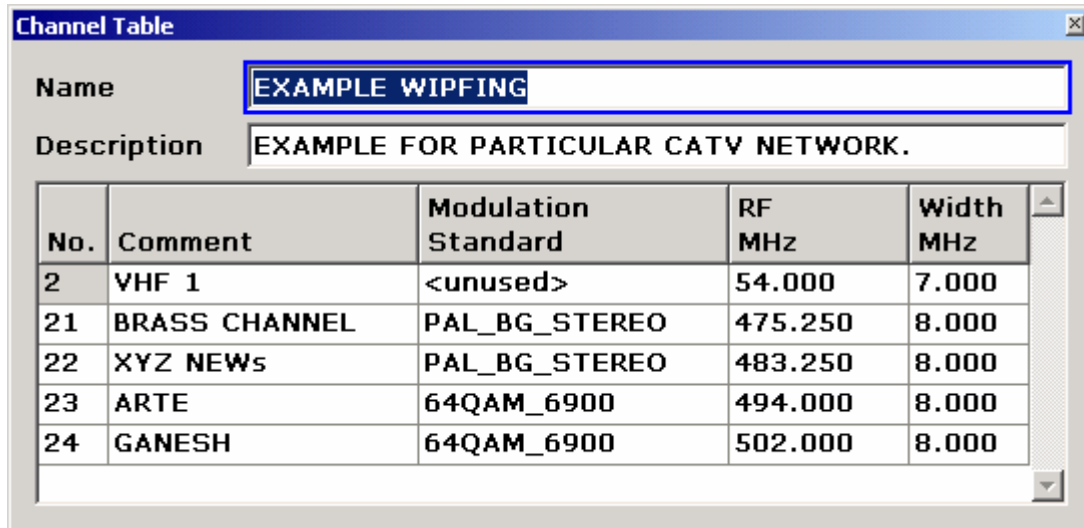 Channel Table
Name EXAMPLE WIPFING
Description EXAMPLE FOR PARTICULAR CATV NETWORK.
No. Comment Modulation Standard RF MHz Width MHz
2 VHF 1 <unused> 54.000 7.000
21 BRASS CHANNEL PAL_BG_STEREO 475.250 8.000
22 XYZ NEWs PAL_BG_STEREO 483.250 8.000
23 ARTE 64QAM_6900 494.000 8.000
24 GANESH 64QAM_6900 502.000 8.000